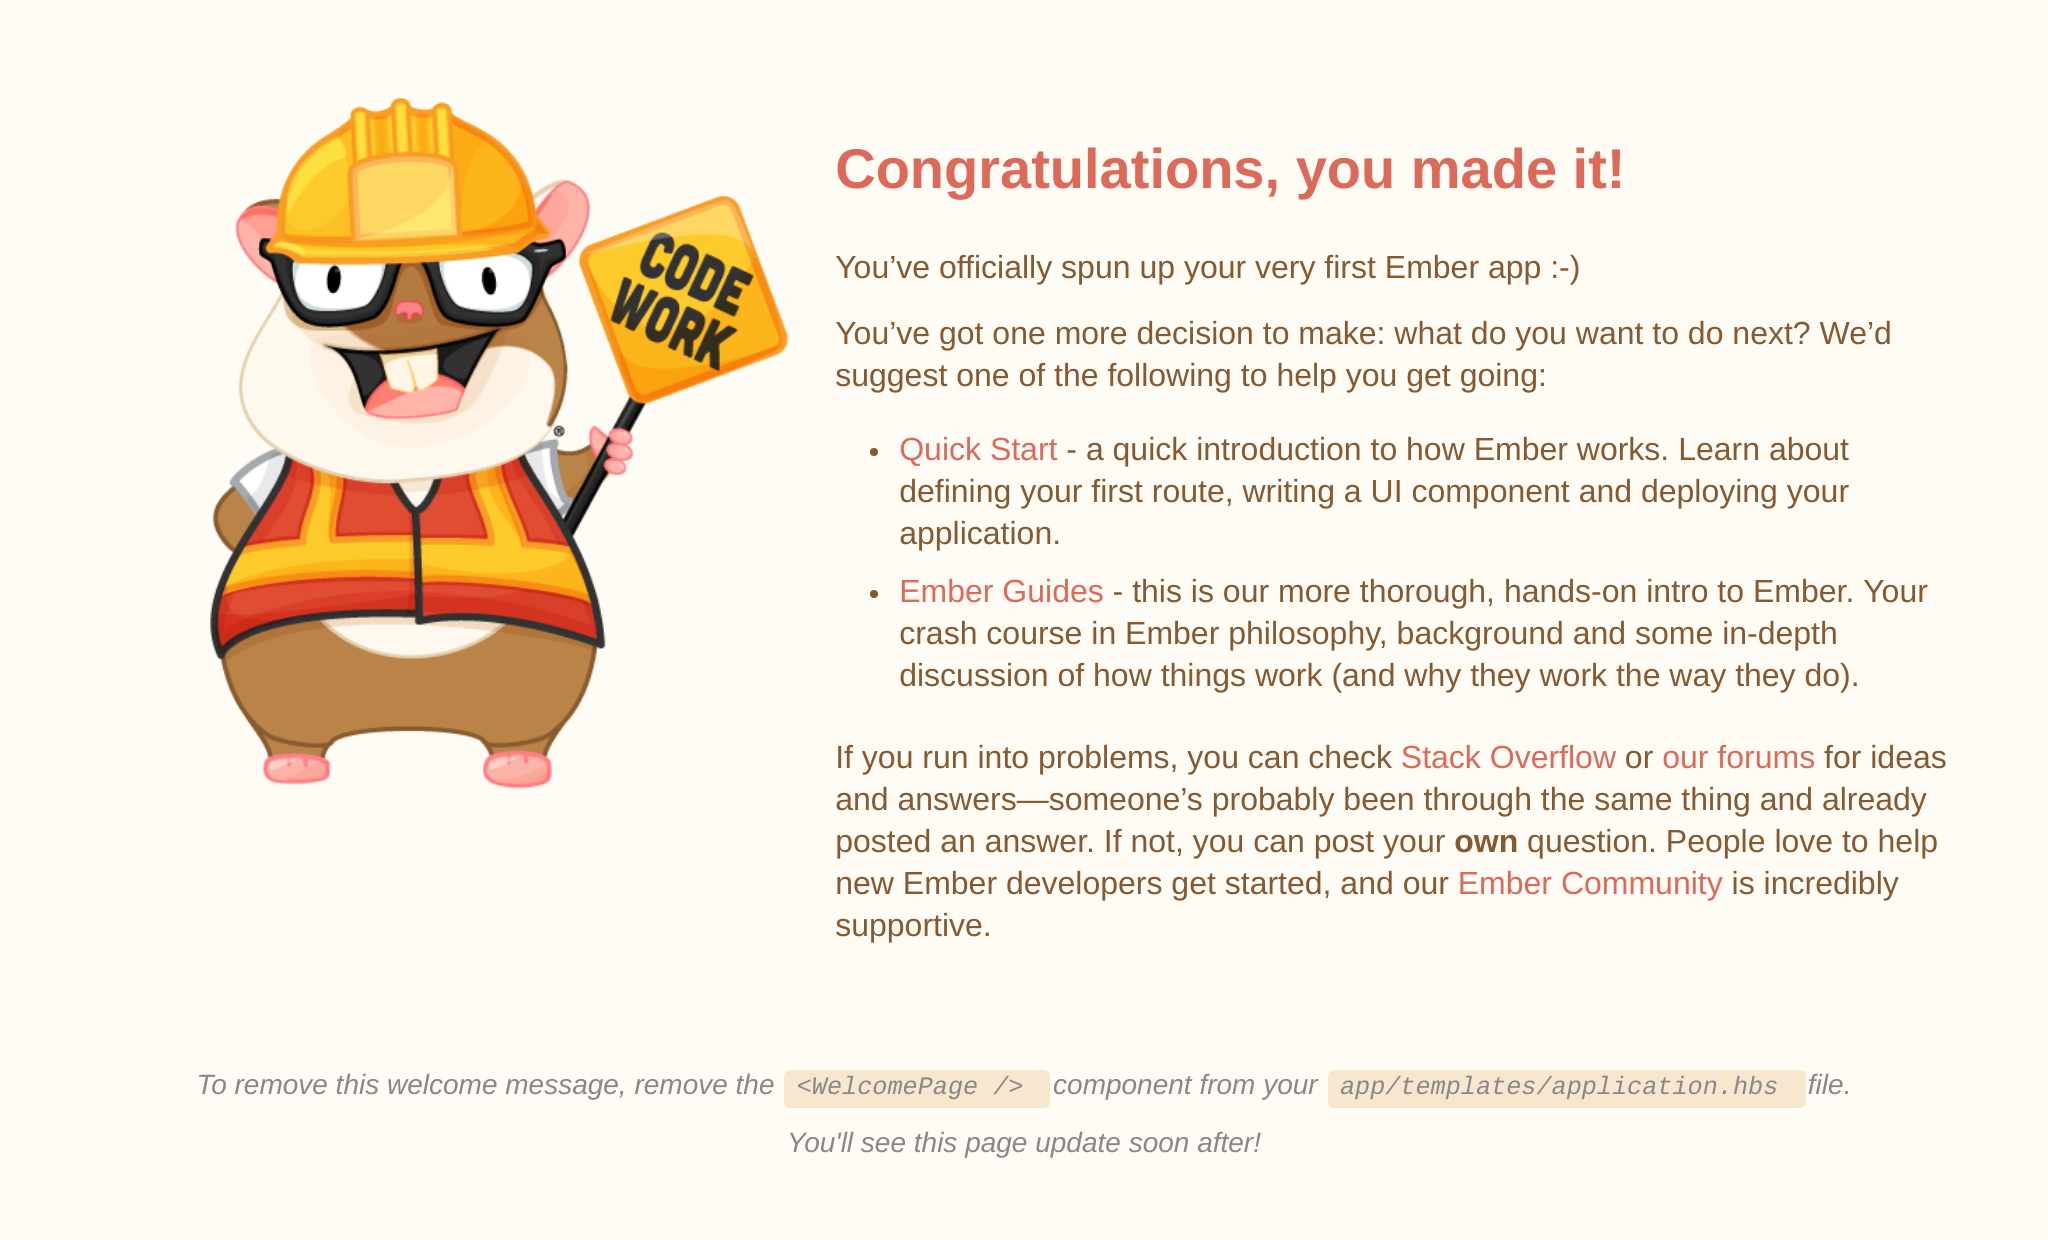 Congratulations, you made it!
CODE
WORK
You’ve officially spun up your very first Ember app :-)
You’ve got one more decision to make: what do you want to do next? We’d
suggest one of the following to help you get going:
• Quick Start - a quick introduction to how Ember works. Learn about
defining your first route, writing a UI component and deploying your
application.
• Ember Guides - this is our more thorough, hands-on intro to Ember. Your
crash course in Ember philosophy, background and some in-depth
discussion of how things work (and why they work the way they do).
®
If you run into problems, you can check Stack Overflow or our forums for ideas
and answers—someone’s probably been through the same thing and already
posted an answer. If not, you can post your own question. People love to help
new Ember developers get started, and our Ember Community is incredibly
supportive.
To remove this welcome message, remove the <WelcomePage /> component from your app/templates/application.hbs file.
You'll see this page update soon after!